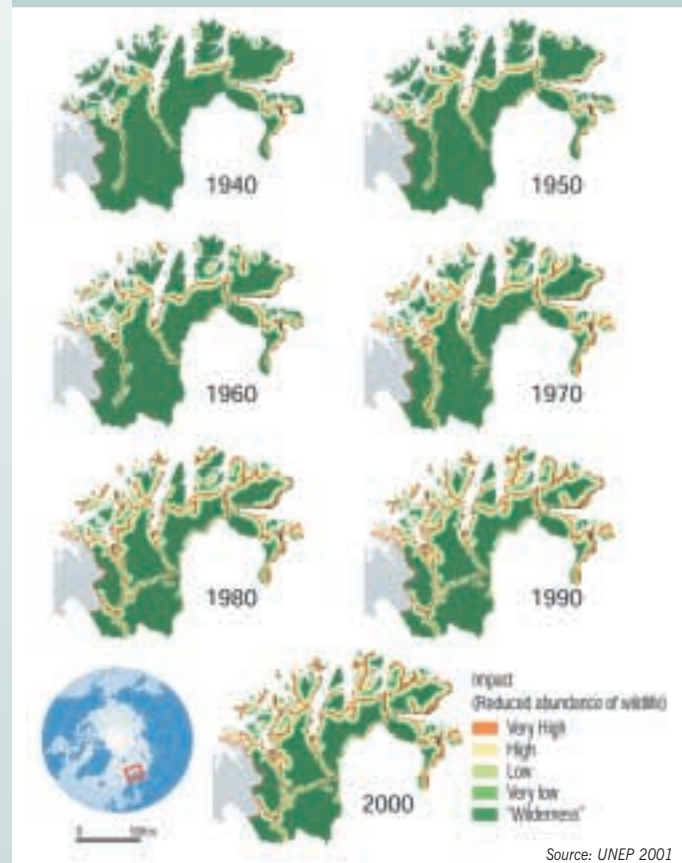 1940
1950
1960
1970
1980
1990
2000
Impact
(Reduced abundance of wildlife)
Very High
High
Low
Very low
"Wilderness"
0
Source: UNEP 2001